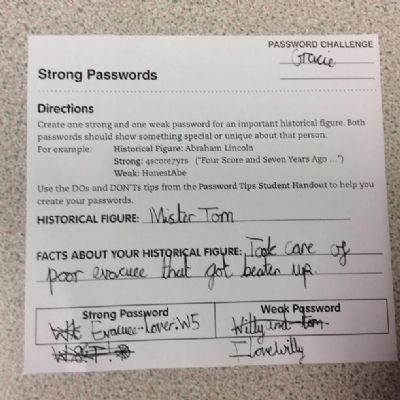 PASSWORD CHALLENGE
Gracie
Strong Passwords
Directions
Create one strong and one weak password for an important historical figure. Both
passwords should show something special or unique about that person.
For example: Historical Figure: Abraham Lincoln
Strong: 4score7yrs ("Four Score and Seven Years Ago ...")
Weak: HonestAbe
Use the DOs and DON'Ts tips from the Password Tips Student Handout to help you
create your passwords.
HISTORICAL FIGURE: Mister Tom
FACTS ABOUT YOUR HISTORICAL FIGURE: Took care of
poor evacuee that got beaten up.
Strong Password Weak Password
Evacuee-lover.W5 Willy and tom
W.S.T! Ilovewilly